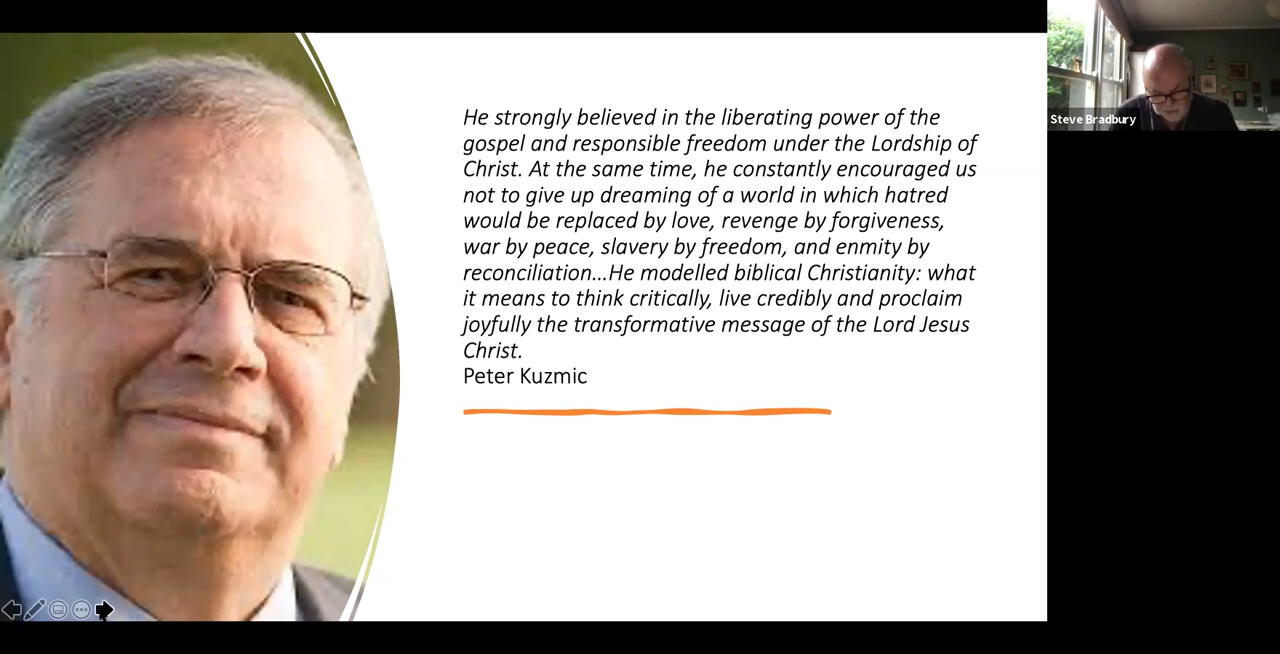 He strongly believed in the liberating power of the
gospel and responsible freedom under the Lordship of
Christ. At the same time, he constantly encouraged us
not to give up dreaming of a world in which hatred
would be replaced by love, revenge by forgiveness,
war by peace, slavery by freedom, and enmity by
reconciliation...He modelled biblical Christianity: what
it means to think critically, live credibly and proclaim
joyfully the transformative message of the Lord Jesus
Christ.
Peter Kuzmic
Steve Bradbury